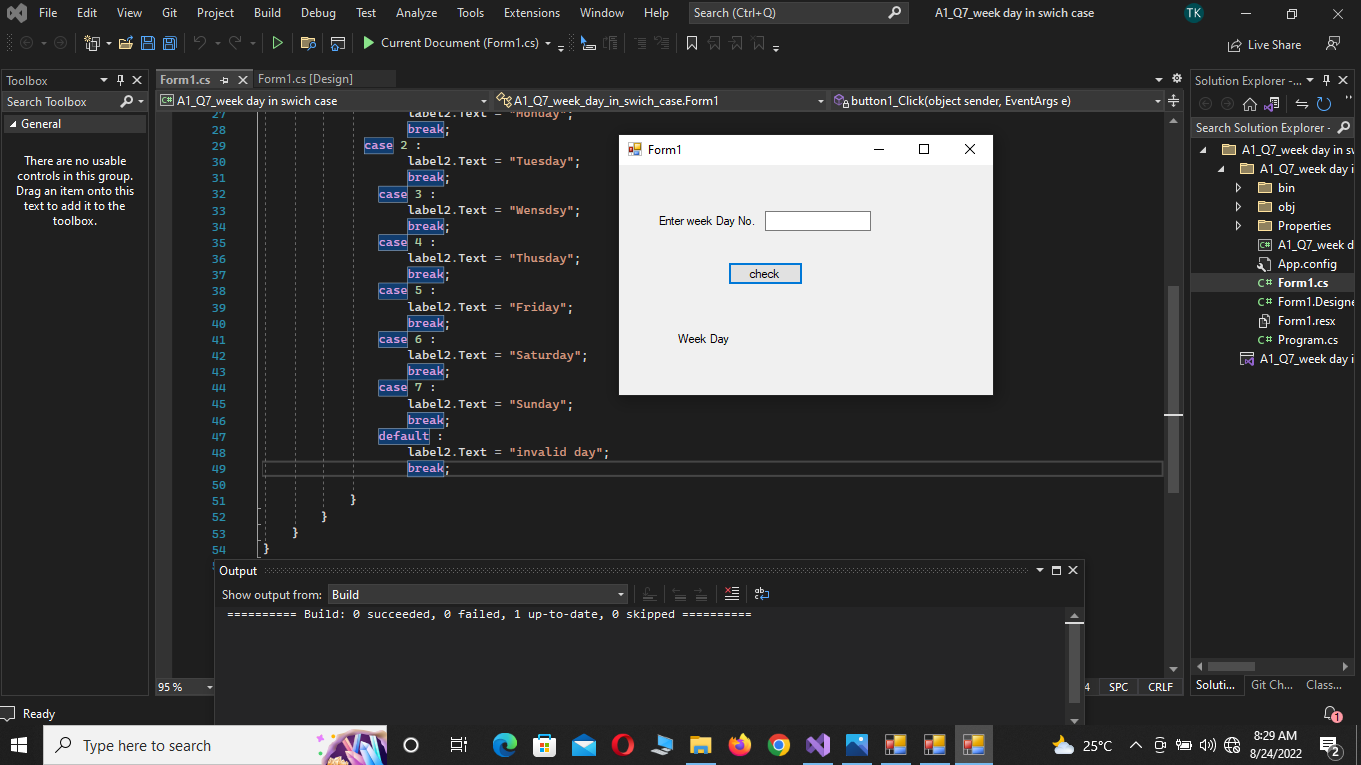 File Edit View Git Project Build Debug Test Analyze Tools Extensions Window Help Search (Ctrl+Q) A1_Q7_week day in swich case TK
Current Document (Form1.cs) Live Share
Toolbox
Search Toolbox
General
There are no usable
controls in this group.
Drag an item onto this
text to add it to the
toolbox.
Form1.cs Form1.cs [Design]
C# A1_Q7_week day in swich case A1_Q7_week_day_in_swich_case.Form1 button1_Click(object sender, EventArgs e)
27 label2.Text = "Monday";
28 break;
29 case 2 :
30 label2.Text = "Tuesday";
31 break;
32 case 3 :
33 label2.Text = "Wensdsy";
34 break;
35 case 4 :
36 label2.Text = "Thusday";
37 break;
38 case 5 :
39 label2.Text = "Friday";
40 break;
41 case 6 :
42 label2.Text = "Saturday";
43 break;
44 case 7 :
45 label2.Text = "Sunday";
46 break;
47 default :
48 label2.Text = "invalid day";
49 break;
50
51 }
52 }
53 }
54 }
Form1
Enter week Day No.
check
Week Day
Output
Show output from: Build
========== Build: 0 succeeded, 0 failed, 1 up-to-date, 0 skipped ==========
95 % SPC CRLF
Solution Explorer -...
Search Solution Explorer -
A1_Q7_week day in sv
A1_Q7_week day i
bin
obj
Properties
C# A1_Q7_week d
App.config
C# Form1.cs
C# Form1.Designe
Form1.resx
C# Program.cs
A1_Q7_week day i
Soluti... Git Ch... Class...
Ready 1
Type here to search 25°C 8:29 AM
8/24/2022 2